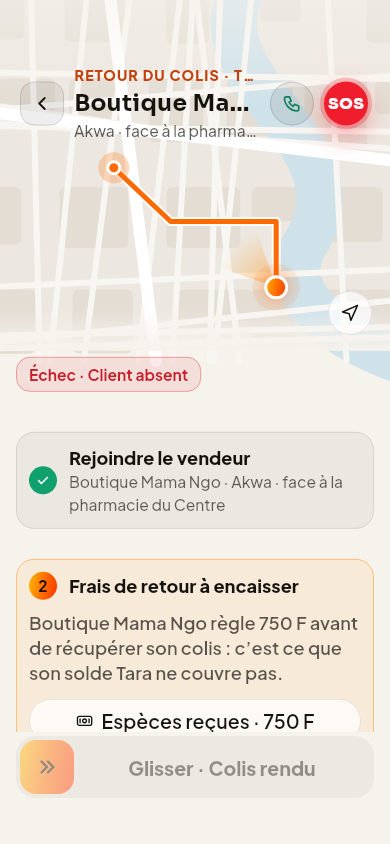 RETOUR DU COLIS · T…
Boutique Ma…
Akwa · face à la pharma…
SOS
Échec · Client absent
Rejoindre le vendeur
Boutique Mama Ngo · Akwa · face à la
pharmacie du Centre
2 Frais de retour à encaisser
Boutique Mama Ngo règle 750 F avant
de récupérer son colis : c’est ce que
son solde Tara ne couvre pas.
Espèces reçues · 750 F
Glisser · Colis rendu